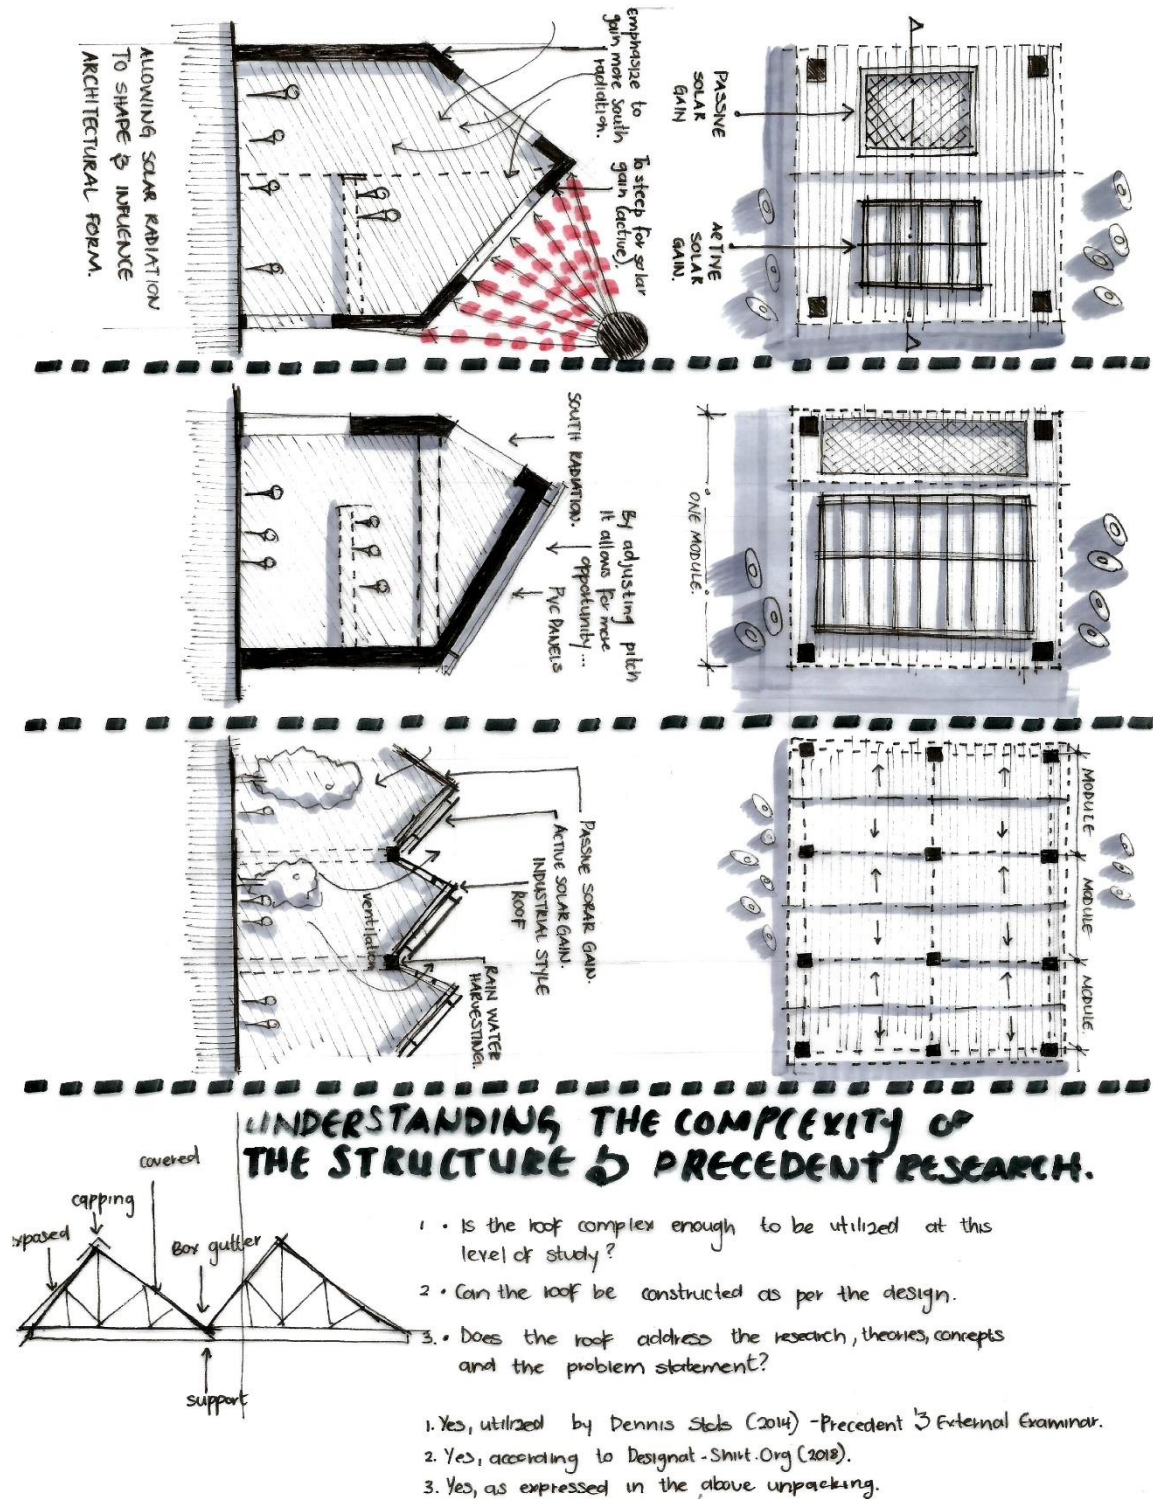 ALLOWING SOLAR RADIATION
TO SHAPE & INFLUENCE
ARCHITECTURAL FORM.
emphasize to
gain more south
radiation.
To steep for solar
gain (active).
PASSIVE
SOLAR
GAIN
ACTIVE
SOLAR
GAIN.
SOUTH RADIATION.
By adjusting pitch
it allows for more
opportunity...
PVC PANELS
ONE MODULE.
PASSIVE SORAR GAIN.
ACTIVE SOLAR GAIN.
INDUSTRIAL STYLE
ROOF
RAIN WATER
HARVESTING.
ventilation
MODULE
MODULE
MODULE.
UNDERSTANDING THE COMPLEXITY OF
THE STRUCTURE & PRECEDENT RESEARCH.
covered
capping
xposed
Box gutter
support
1. Is the roof complex enough to be utilized at this
level of study?
2. Can the roof be constructed as per the design.
3. Does the roof address the research, theories, concepts
and the problem statement?
1. Yes, utilized by Dennis (2014) - Precedent & External Examinar.
2. Yes, according to .Org (2018).
3. Yes, as expressed in the above unpacking.